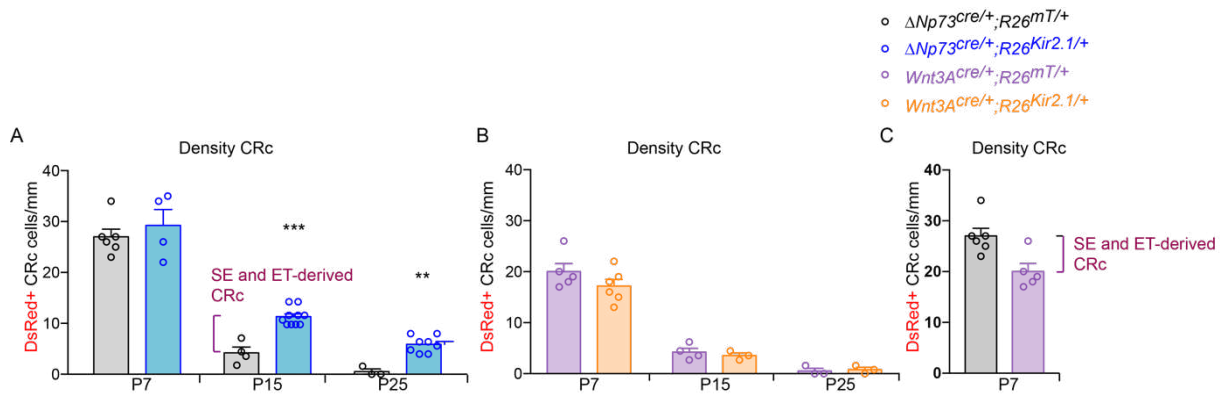 ΔNp73cre/+;R26mT/+
ΔNp73cre/+;R26Kir2.1/+
Wnt3Acre/+;R26mT/+
Wnt3Acre/+;R26Kir2.1/+
A
Density CRc
DsRed+ CRc cells/mm
40
30
20
10
0
***
**
SE and ET-derived
CRc
P7
P15
P25
B
Density CRc
DsRed+ CRc cells/mm
40
30
20
10
0
P7
P15
P25
C
Density CRc
DsRed+ CRc cells/mm
40
30
20
10
0
SE and ET-derived
CRc
P7